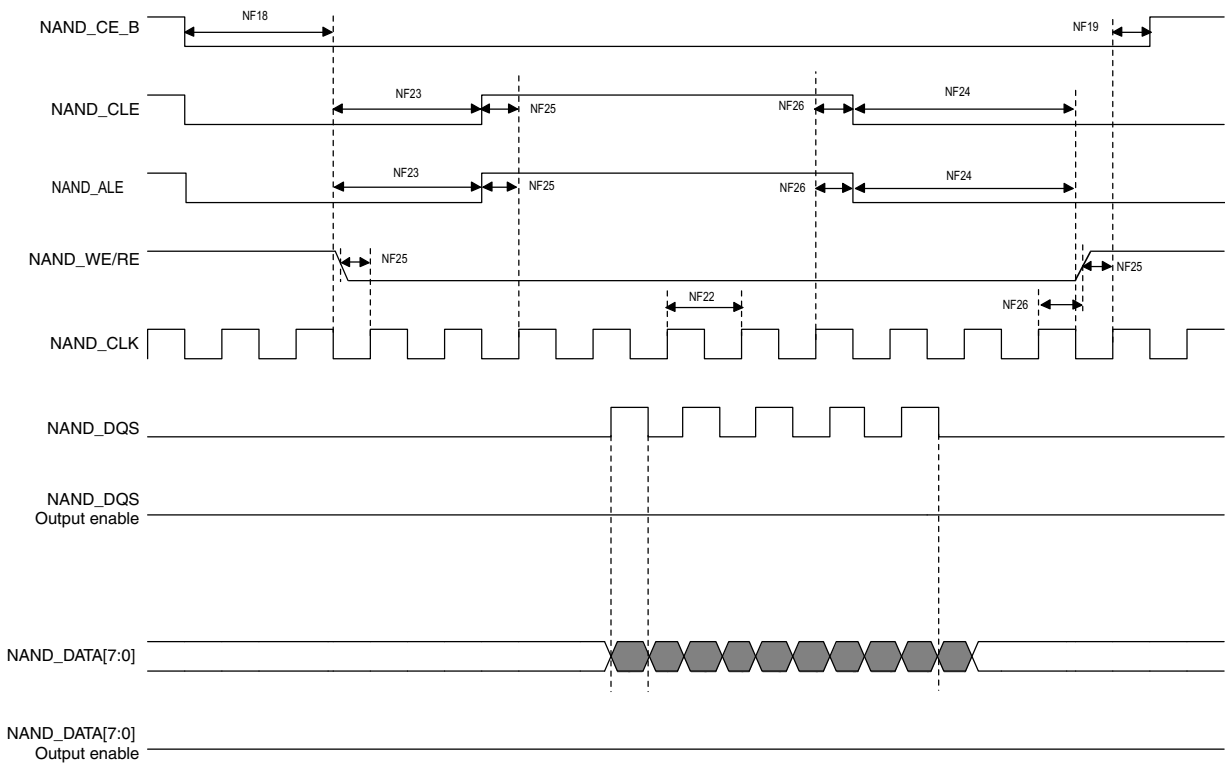 NF18
NAND_CE_B
NF19
NF23
NF25
NF26
NF24
NAND_CLE
NF23
NF25
NF26
NF24
NAND_ALE
NAND_WE/RE
NF25
NF25
NF22
NF26
NAND_CLK
NAND_DQS
NAND_DQS
Output enable
NAND_DATA[7:0]
NAND_DATA[7:0]
Output enable